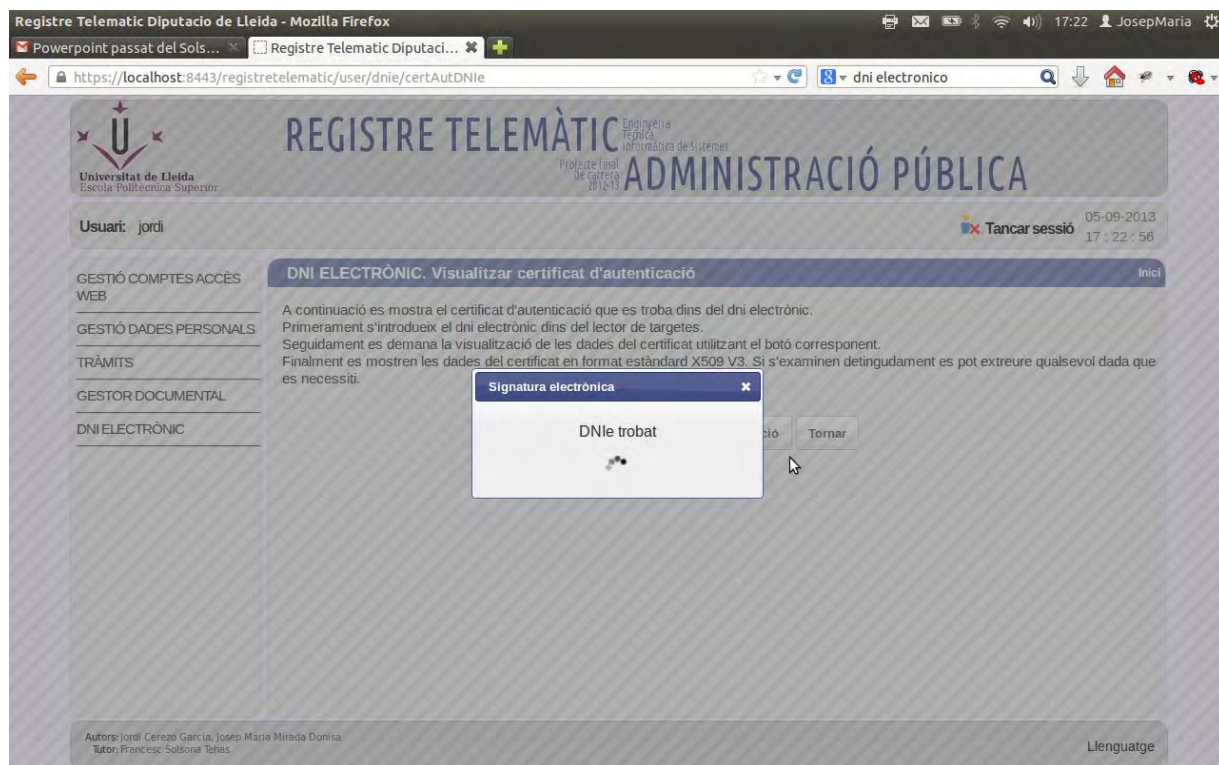 Registre Telematic Diputacio de Lleida - Mozilla Firefox
17:22 JosepMaria
Powerpoint passat del Sols...
Registre Telematic Diputaci...
https://localhost:8443/registretelematic/user/dnie/certAutDNIe
dni electronico
Universitat de Lleida
Escola Politècnica Superior
REGISTRE TELEMÀTIC
Enginyeria
Tècnica
Informàtica de Sistemes
Projecte final
de carrera
2012-13
ADMINISTRACIÓ PÚBLICA
Usuari: jordi
Tancar sessió
05-09-2013
17 : 22 : 56
GESTIÓ COMPTES ACCÈS
WEB
GESTIÓ DADES PERSONALS
TRÀMITS
GESTOR DOCUMENTAL
DNI ELECTRÒNIC
DNI ELECTRÒNIC. Visualitzar certificat d'autenticació
Inici
A continuació es mostra el certificat d'autenticació que es troba dins del dni electrònic.
Primerament s'introdueix el dni electrònic dins del lector de targetes.
Seguidament es demana la visualització de les dades del certificat utilitzant el botó corresponent.
Finalment es mostren les dades del certificat en format estàndard X509 V3. Si s'examinen detingudament es pot extreure qualsevol dada que
es necessiti.
Signatura electrònica
DNIe trobat
ció
Tornar
Autors: Jordi Cerezo Garcia, Josep Maria Mirada Donisa
Tutor: Francesc Solsona Tehas
Llenguatge